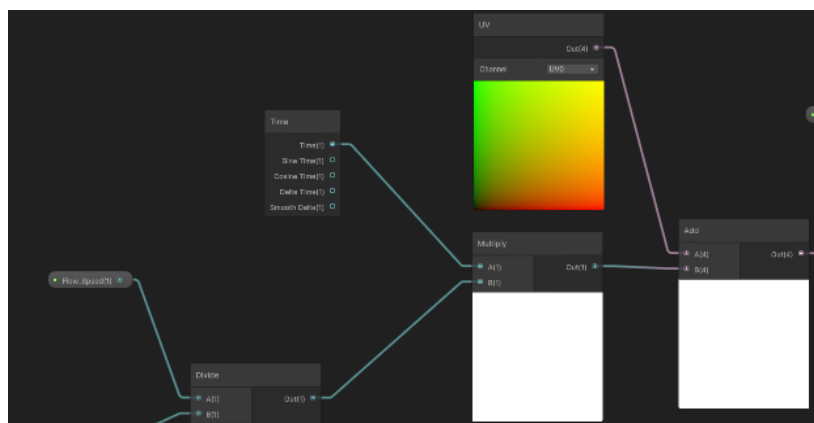 UV
Out(4)
Channel
UV0
Time
Time(1)
Sine Time(1)
Cosine Time(1)
Delta Time(1)
Smooth Delta(1)
Flow_Speed(1)
Multiply
A(1)
Out(1)
B(1)
Add
A(4)
Out(4)
B(4)
Divide
A(1)
Out(1)
B(1)